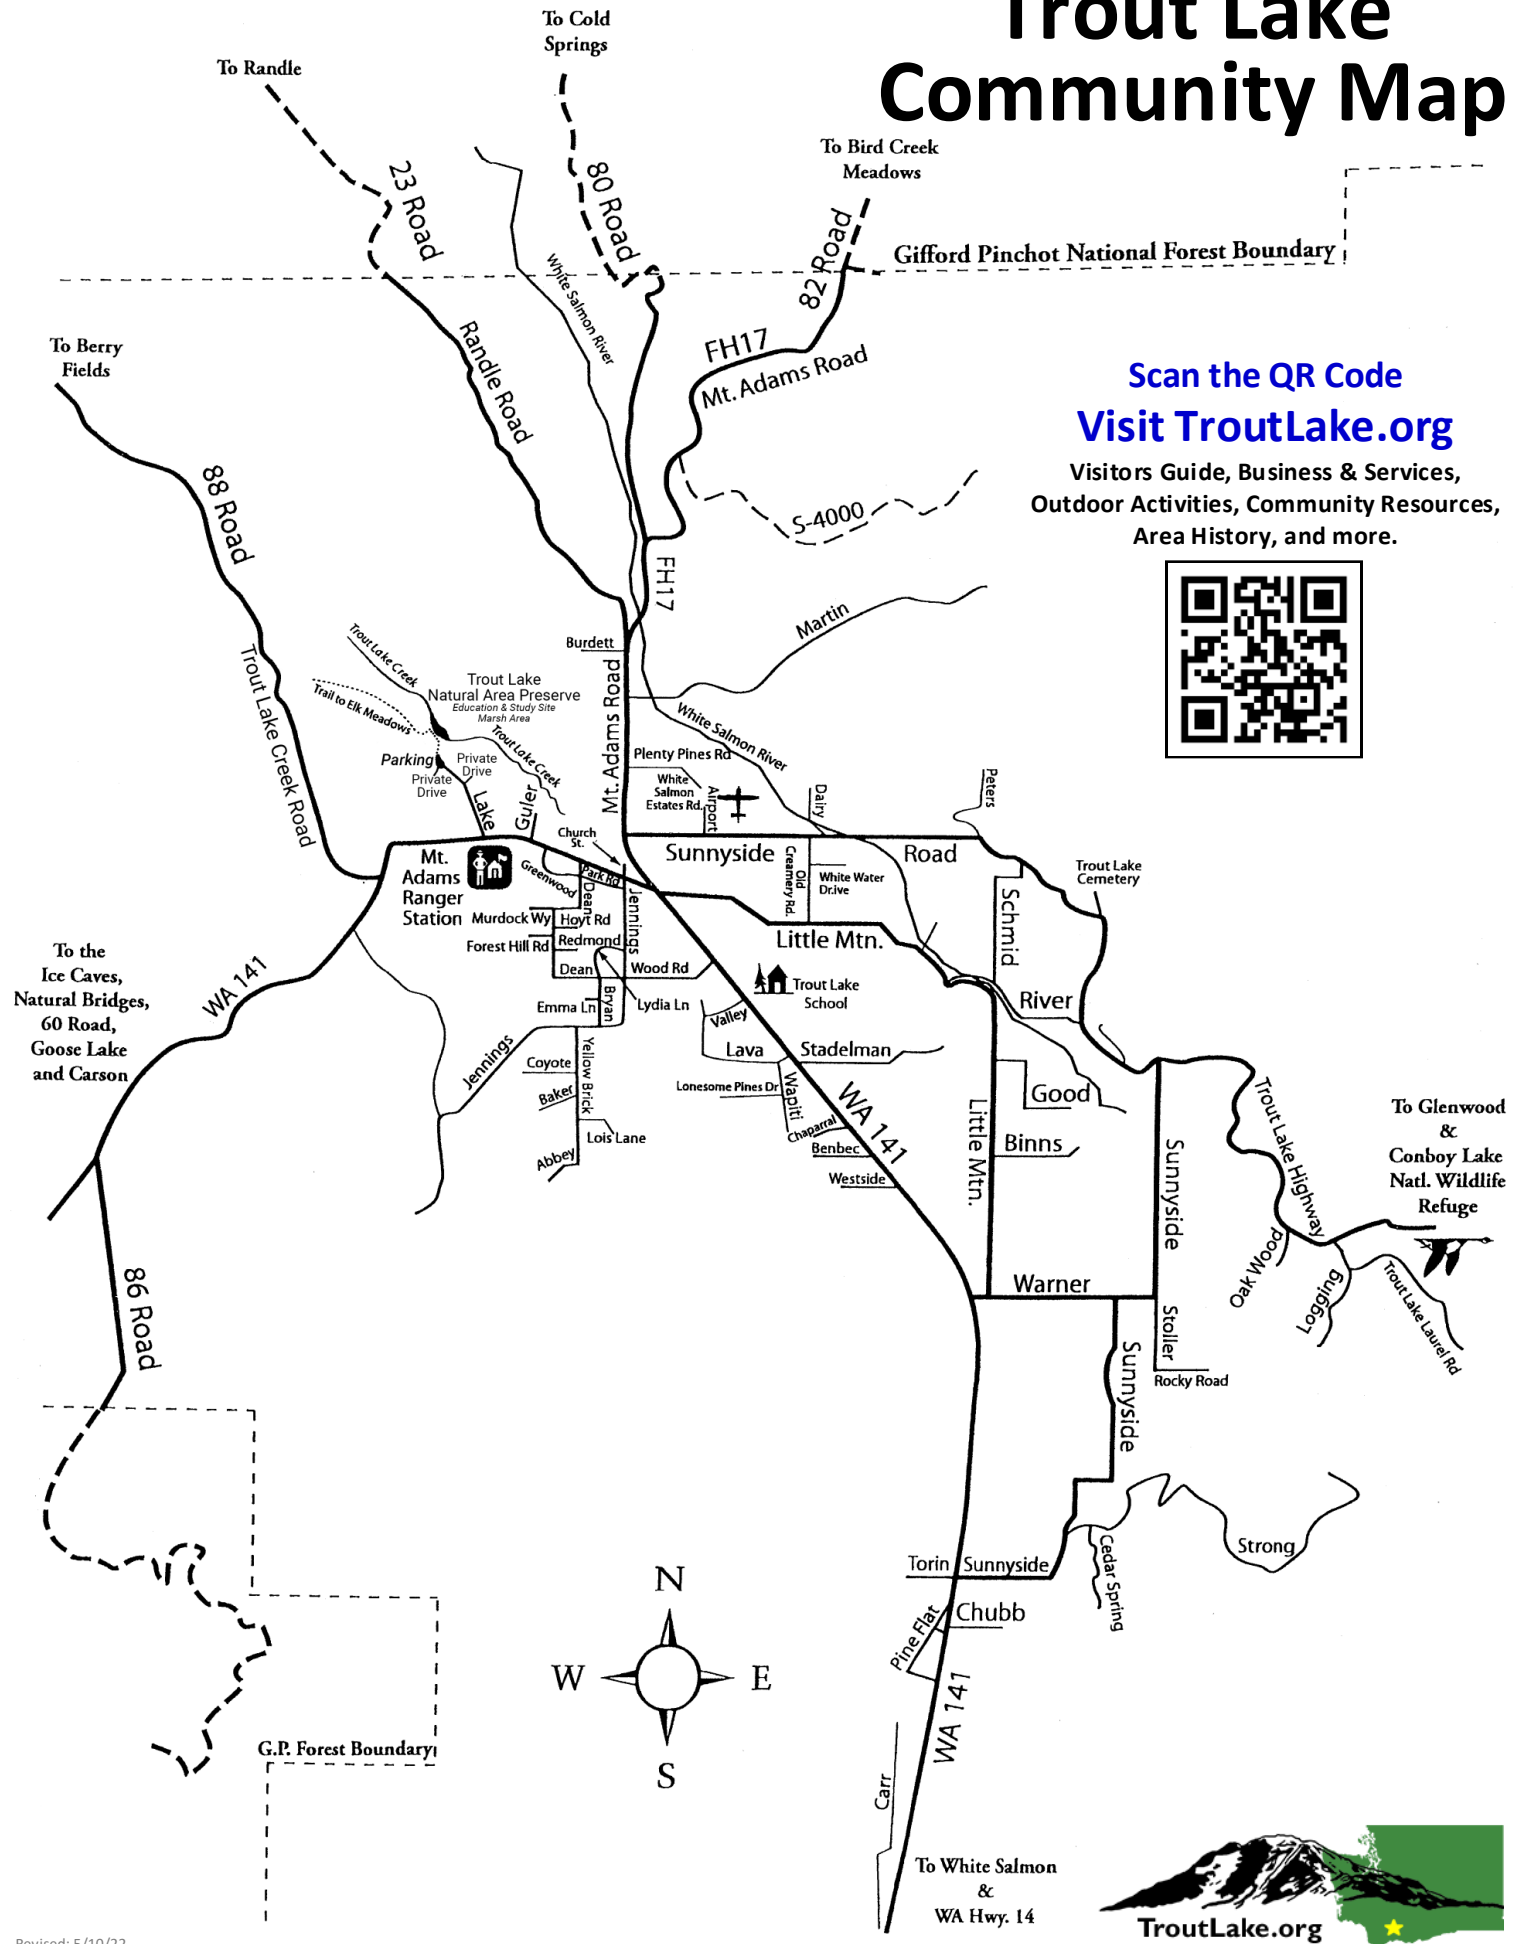 Trout Lake
Community Map
To Cold
Springs
To Randle
To Bird Creek
Meadows
23 Road
80 Road
82 Road
Gifford Pinchot National Forest Boundary
White Salmon River
To Berry
Fields
Randle Road
FH17
Mt. Adams Road
Scan the QR Code
Visit TroutLake.org
Visitors Guide, Business & Services,
Outdoor Activities, Community Resources,
Area History, and more.
88 Road
S-4000
FH17
Martin
Burdett
Trout Lake Creek
Trout Lake
Natural Area Preserve
Education & Study Site
Marsh Area
Trail to Elk Meadows
Trout Lake Creek
Trout Lake Creek Road
Mt. Adams Road
White Salmon River
Parking
Private
Drive
Private
Drive
Plenty Pines Rd
White
Salmon
Estates Rd.
Airport
Dairy
Peters
Lake
Guler
Church
St.
Sunnyside
Road
Mt.
Adams
Ranger
Station
Greenwood
Park Rd
Dean
Jennings
Old
Creamery Rd.
White Water
Dr.ive
Trout Lake
Cemetery
Schmid
Murdock Wy
Hoyt Rd
Forest Hill Rd
Redmond
Little Mtn.
Dean
Wood Rd
To the
Ice Caves,
Natural Bridges,
60 Road,
Goose Lake
and Carson
WA 141
Trout Lake
School
River
Emma Ln
Bryan
Lydia Ln
Valley
Jennings
Lava
Stadelman
Coyote
Yellow Brick
Baker
Lonesome Pines Dr
Wapiti
WA 141
Good
Trout Lake Highway
To Glenwood
&
Conboy Lake
Natl. Wildlife
Refuge
Lois Lane
Chaparral
Benbec
Little Mtn.
Binns
Abbey
Westside
Sunnyside
Oak Wood
Logging
Trout Lake Laurel Rd
86 Road
Warner
Stoller
Sunnyside
Rocky Road
Torin
Sunnyside
Cedar Spring
Strong
N
Pine Flat
Chubb
W
E
WA 141
S
G.P. Forest Boundary
Carr
To White Salmon
&
WA Hwy. 14
TroutLake.org
Revised: 5/10/22